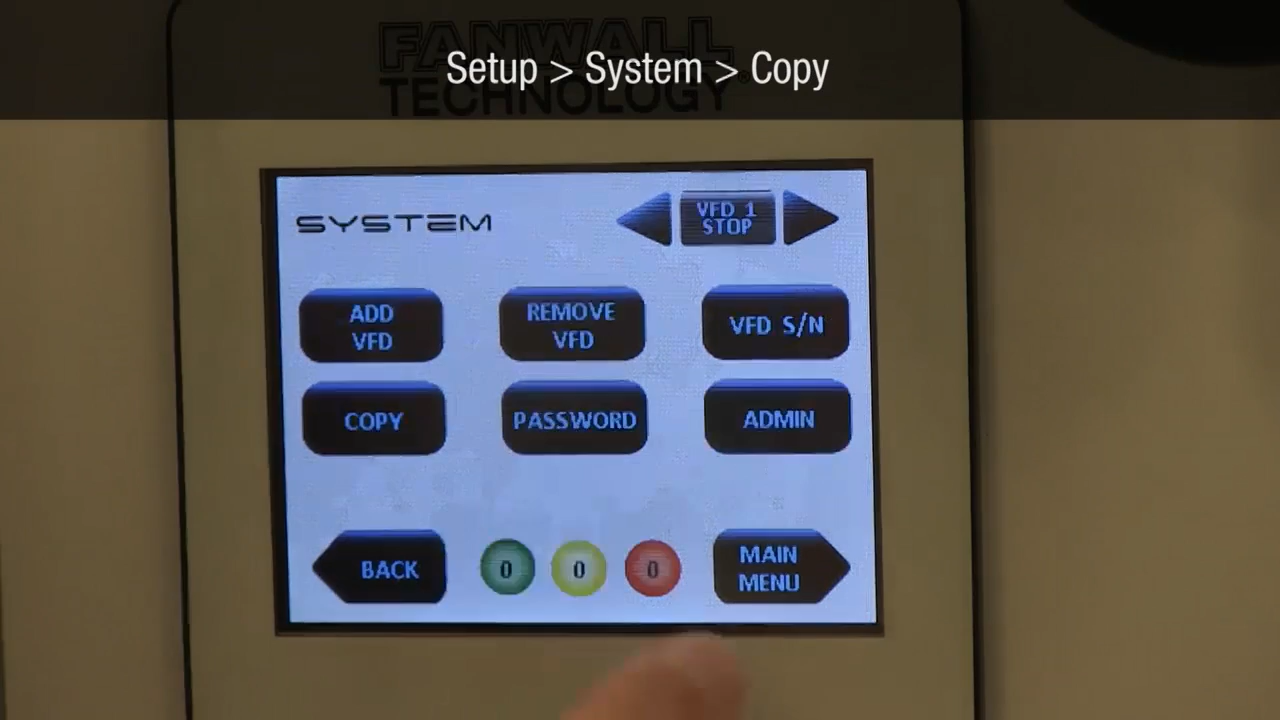 FANWALL
TECHNOLOGY
Setup > System > Copy
SYSTEM
VFD 1
STOP
ADD
VFD
REMOVE
VFD
VFD S/N
COPY
PASSWORD
ADMIN
BACK
0
0
0
MAIN
MENU